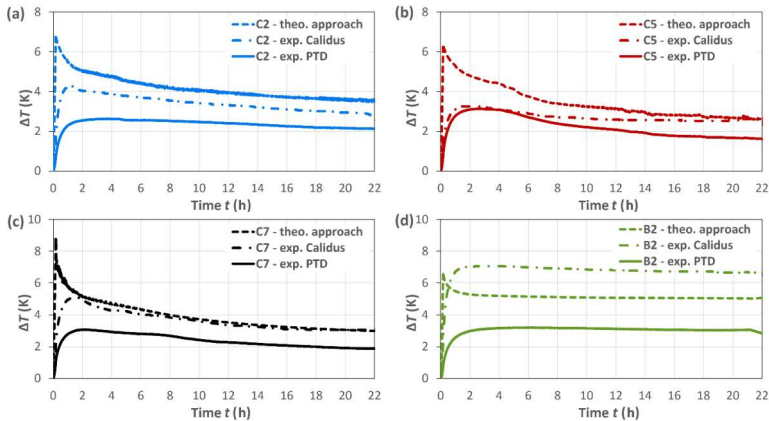 (a)
C2 - theo. approach
C2 - exp. Calidus
C2 - exp. PTD
8
6
4
2
0
ΔT (K)
0 2 4 6 8 10 12 14 16 18 20 22
Time t (h)
(b)
C5 - theo. approach
C5 - exp. Calidus
C5 - exp. PTD
8
6
4
2
0
ΔT (K)
0 2 4 6 8 10 12 14 16 18 20 22
Time t (h)
(c)
C7 - theo. approach
C7 - exp. Calidus
C7 - exp. PTD
10
8
6
4
2
0
ΔT (K)
0 2 4 6 8 10 12 14 16 18 20 22
Time t (h)
(d)
B2 - theo. approach
B2 - exp. Calidus
B2 - exp. PTD
10
8
6
4
2
0
ΔT (K)
0 2 4 6 8 10 12 14 16 18 20 22
Time t (h)